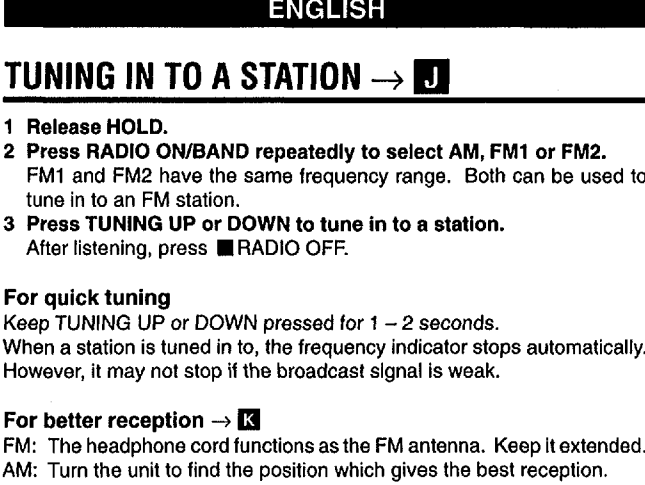 ENGLISH
TUNING IN TO A STATION → J
1 Release HOLD.
2 Press RADIO ON/BAND repeatedly to select AM, FM1 or FM2.
FM1 and FM2 have the same frequency range. Both can be used to
tune in to an FM station.
3 Press TUNING UP or DOWN to tune in to a station.
After listening, press ■ RADIO OFF.
For quick tuning
Keep TUNING UP or DOWN pressed for 1 – 2 seconds.
When a station is tuned in to, the frequency indicator stops automatically.
However, it may not stop if the broadcast signal is weak.
For better reception → K
FM: The headphone cord functions as the FM antenna. Keep it extended.
AM: Turn the unit to find the position which gives the best reception.